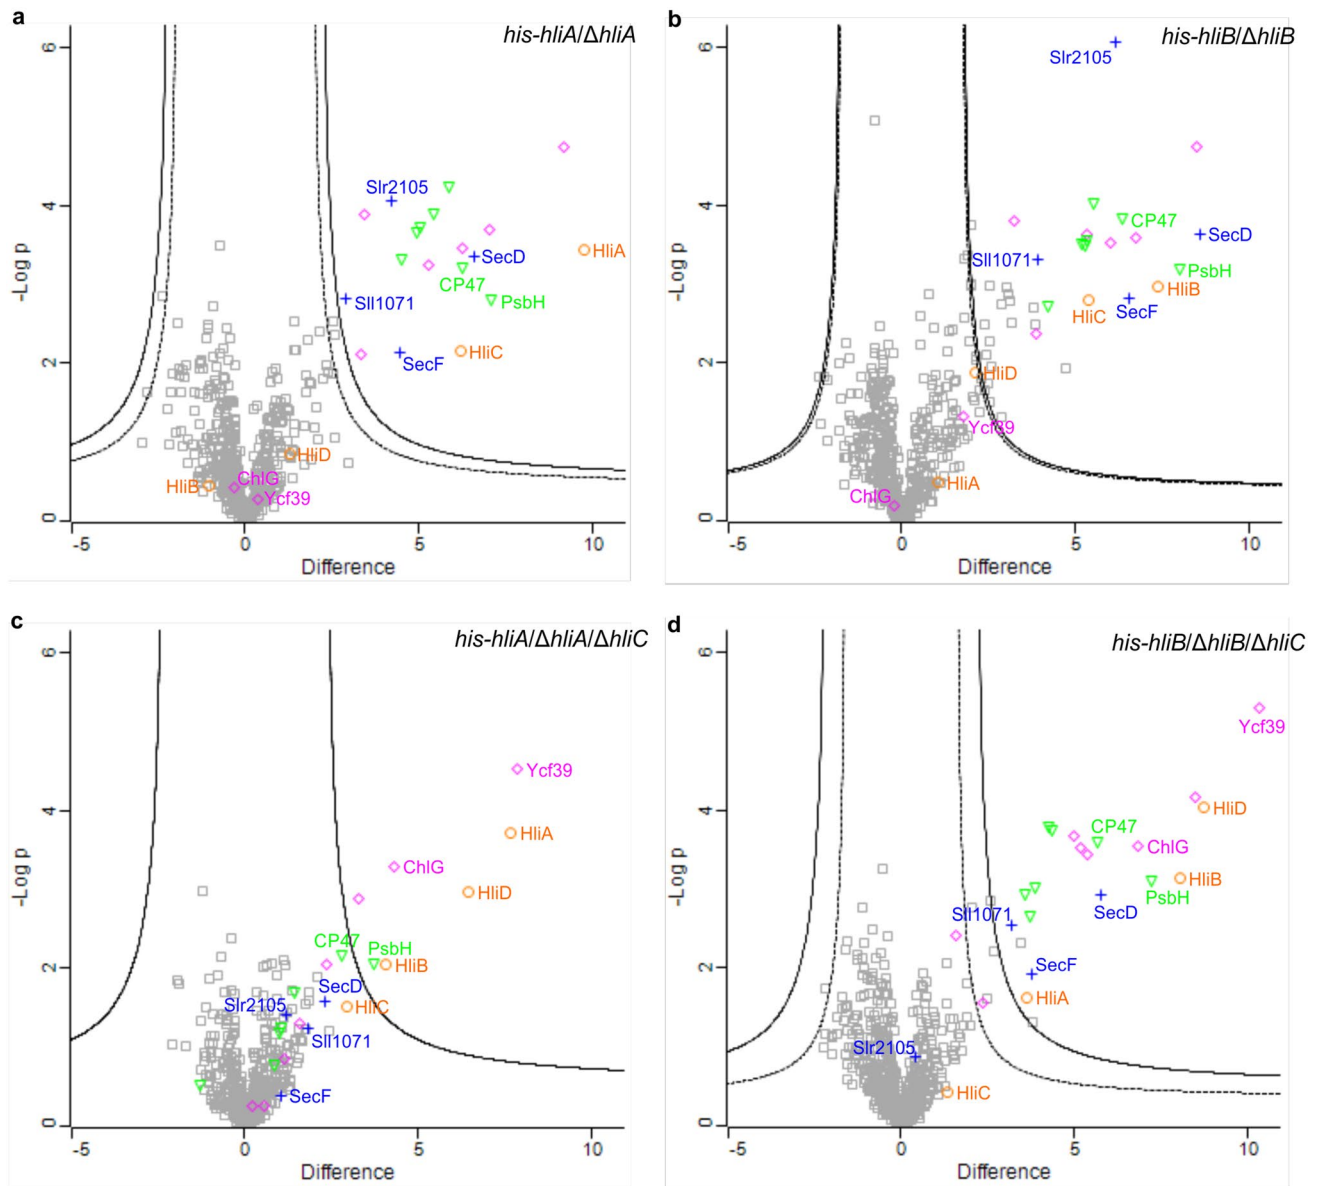 a
his-hliA/ΔhliA
6
4
2
0
-Log p
Slr2105
HliA
SecD
CP47
Sll1071
PsbH
HliC
SecF
HliD
ChlG
HliB
Ycf39
-5 0 5 10
Difference
b
his-hliB/ΔhliB
6
4
2
0
-Log p
Slr2105
CP47
SecD
Sll1071
PsbH
HliB
HliC
SecF
HliD
Ycf39
HliA
ChlG
-5 0 5 10
Difference
c
his-hliA/ΔhliA/ΔhliC
6
4
2
0
-Log p
Ycf39
HliA
ChlG
HliD
CP47
PsbH
HliB
SecD
Slr2105
HliC
Sll1071
SecF
-5 0 5 10
Difference
d
his-hliB/ΔhliB/ΔhliC
6
4
2
0
-Log p
Ycf39
HliD
CP47
ChlG
HliB
PsbH
SecD
Sll1071
SecF
HliA
Slr2105
HliC
-5 0 5 10
Difference